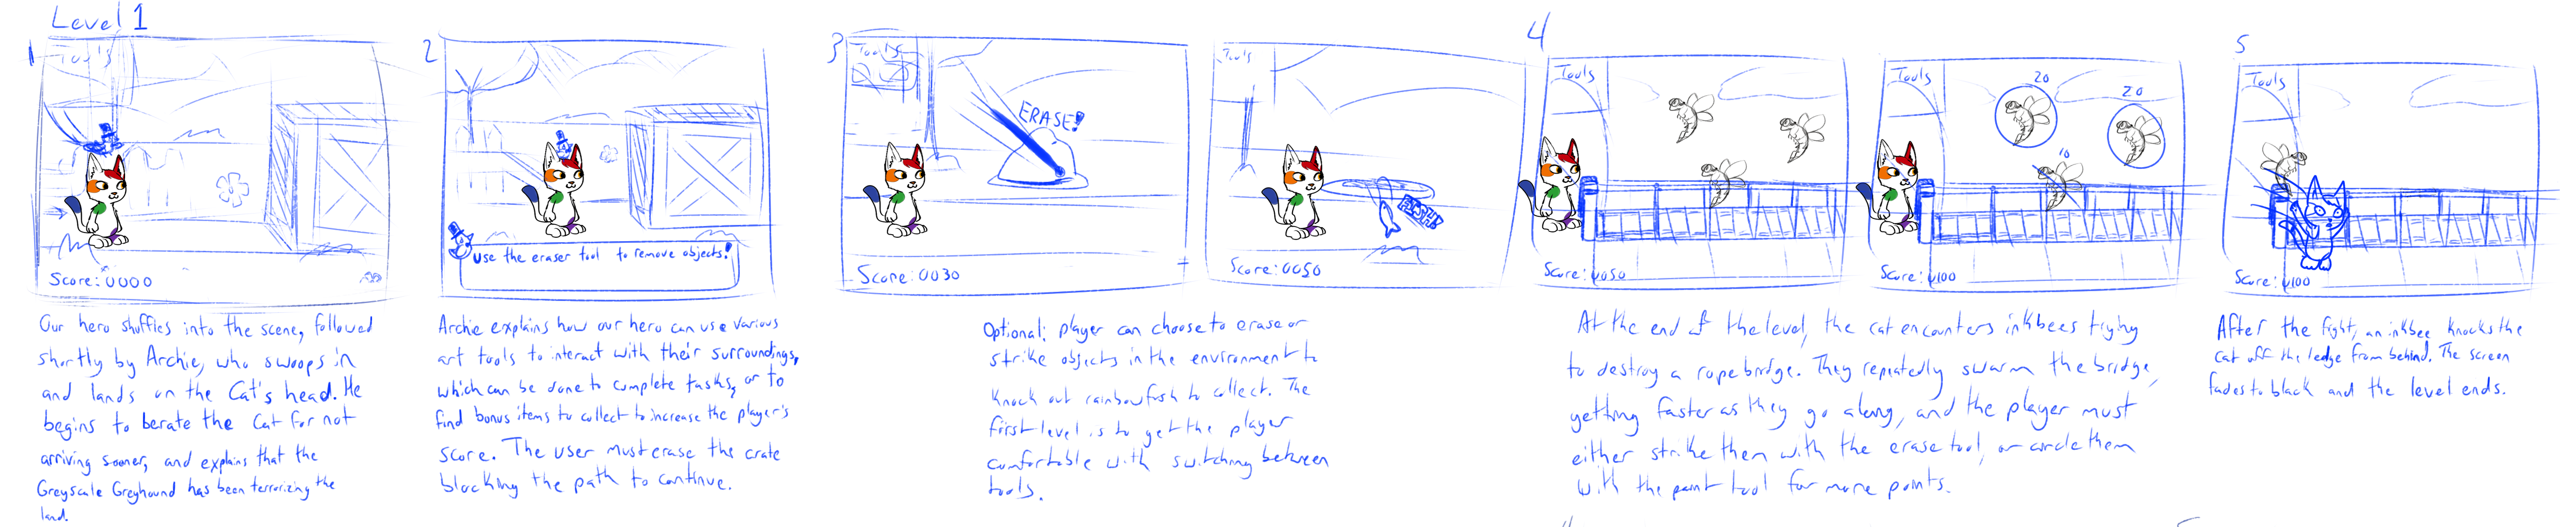 Level 1
1
Tools
Score: 0000
Our hero shuffles into the scene, followed
shortly by Archie, who swoops in
and lands on the Cat's head. He
begins to berate the Cat for not
arriving sooner, and explains that the
Greyscale Greyhound has been terrorizing the
land.
2
use the eraser tool to remove objects!
Archie explains how our hero can use various
art tools to interact with their surroundings,
which can be done to complete tasks, or to
find bonus items to collect to increase the player's
score. The user must erase the crate
blocking the path to continue.
3
Tools
ERASE!
Score: 0030
Tools
FISH!
Score: 0050
Optional: player can choose to erase or
strike objects in the environment to
knock out rainbowfish to collect. The
first level is to get the player
comfortable with switching between
tools.
4
Tools
Score: 0050
Tools
20
20
10
Score: 0100
At the end of the level, the cat encounters inkbees trying
to destroy a rope bridge. They repeatedly swarm the bridge,
getting faster as they go along, and the player must
either strike them with the erase tool, or circle them
with the paint tool for more points.
5
Tools
Score: 0100
After the fight, an inkbee knocks the
cat off the ledge from behind. The screen
fades to black and the level ends.